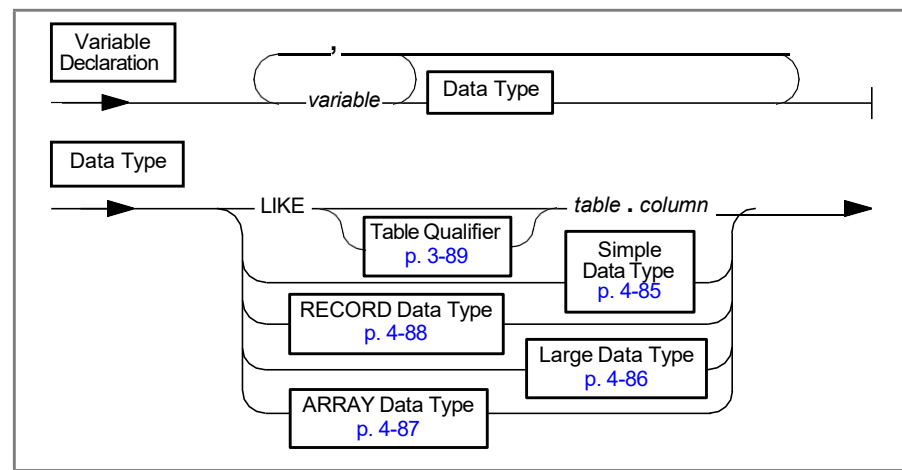 Variable
Declaration
,
variable
Data Type
Data Type
LIKE
table . column
Table Qualifier
p. 3-89
Simple
Data Type
p. 4-85
RECORD Data Type
p. 4-88
Large Data Type
p. 4-86
ARRAY Data Type
p. 4-87